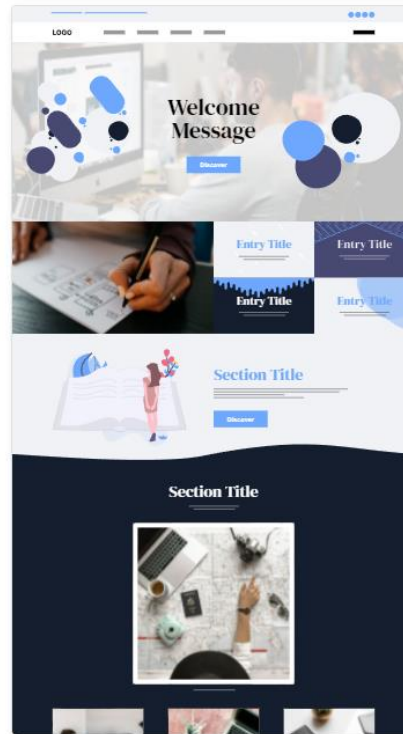 LOGO
Welcome
Message
Discover
Entry Title
Entry Title
Entry Title
Entry Title
Section Title
Discover
Section Title